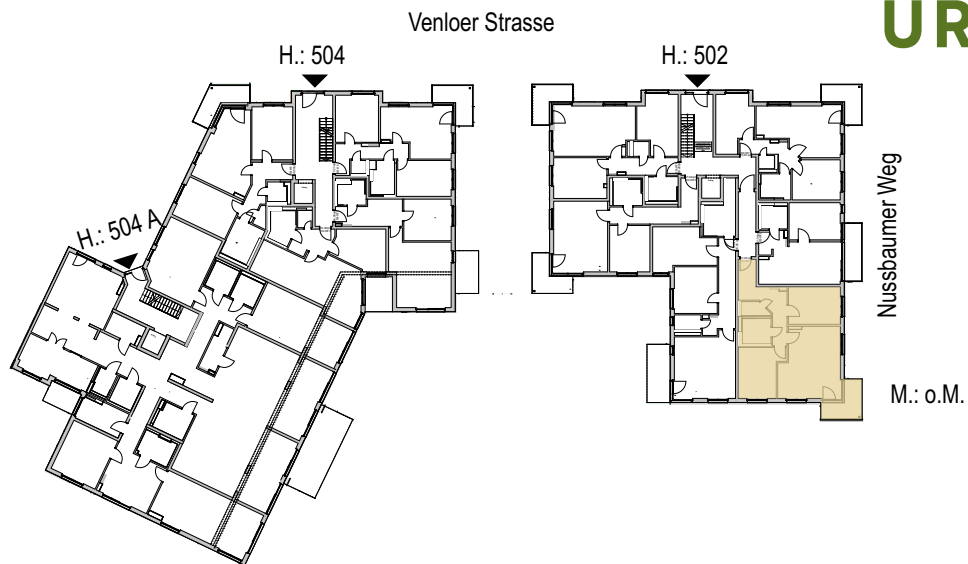 Venloer Strasse
UR
H.: 504
H.: 502
H.: 504 A
Nussbaumer Weg
M.: o.M.